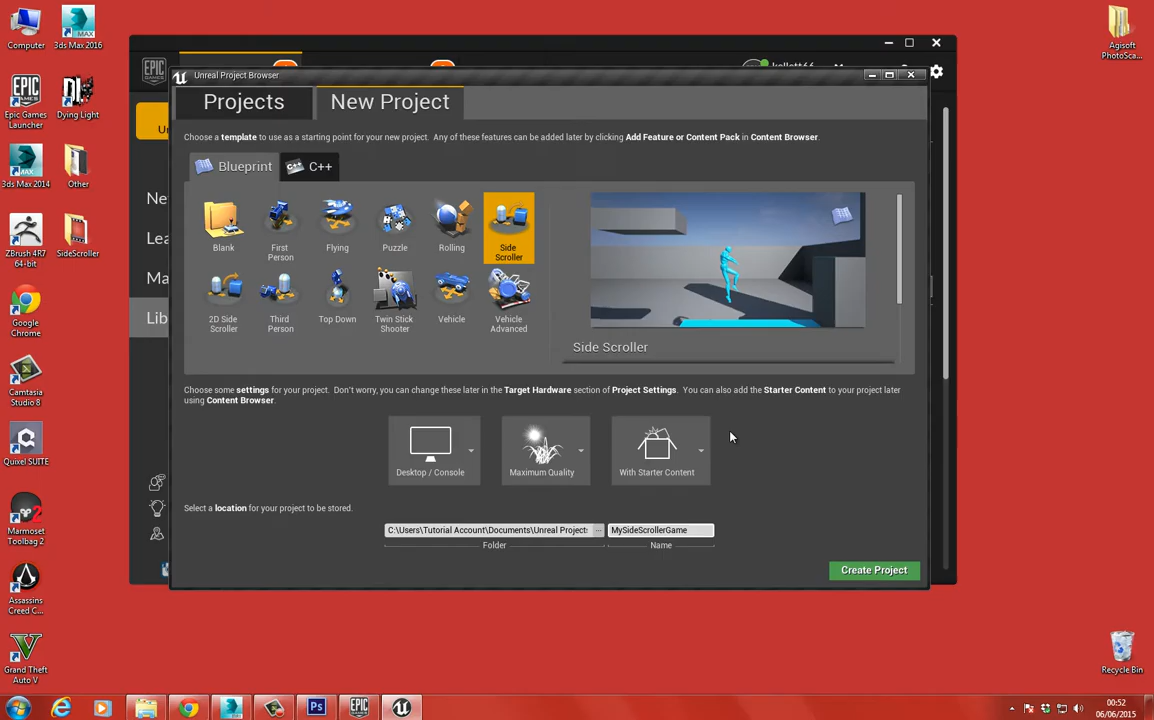 Computer
3ds Max 2016
Agisoft
PhotoSca...
EPIC
GAMES
Unreal Project Browser
Projects
New Project
Epic Games
Launcher
Dying Light
Choose a template to use as a starting point for your new project. Any of these features can be added later by clicking Add Feature or Content Pack in Content Browser.
Blueprint
C++
3ds Max 2014
Other
Blank
First
Person
Flying
Puzzle
Rolling
Side
Scroller
ZBrush 4R7
64-bit
SideScroller
2D Side
Scroller
Third
Person
Top Down
Twin Stick
Shooter
Vehicle
Vehicle
Advanced
Side Scroller
Google
Chrome
Choose some settings for your project. Don't worry, you can change these later in the Target Hardware section of Project Settings. You can also add the Starter Content to your project later
using Content Browser.
Camtasia
Studio 8
Desktop / Console
Maximum Quality
With Starter Content
Quixel SUITE
Select a location for your project to be stored.
C:\Users\Tutorial Account\Documents\Unreal Projects
...
MySideScrollerGame
Folder
Name
Marmoset
Toolbag 2
Create Project
Assassins
Creed C...
Grand Theft
Auto V
Recycle Bin
Ps
EPIC
00:52
06/06/2015